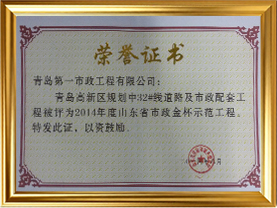 荣誉证书
青岛第一市政工程有限公司：
青岛高新区规划中32#线道路及市政配套工
程被评为2014年度山东省市政金杯示范工程。
特发此证，以资鼓励。